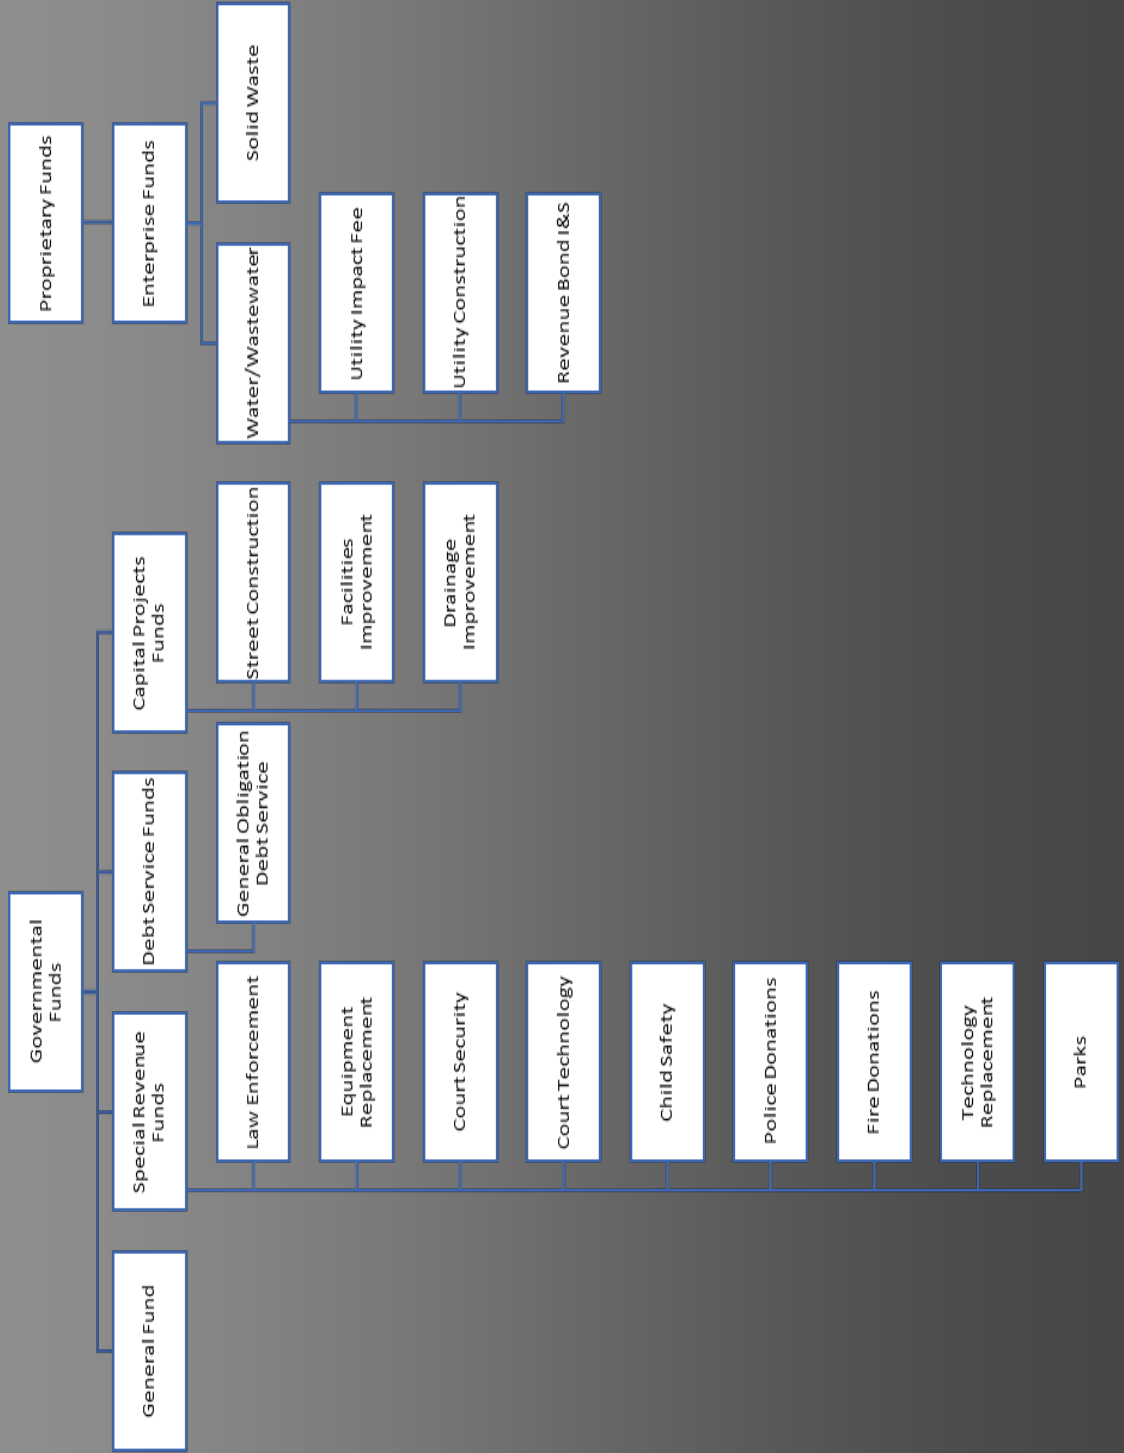 Governmental
Funds
Proprietary Funds
General Fund
Special Revenue
Funds
Debt Service Funds
Capital Projects
Funds
Enterprise Funds
Law Enforcement
General Obligation
Debt Service
Street Construction
Water/Wastewater
Solid Waste
Equipment
Replacement
Facilities
Improvement
Utility Impact Fee
Court Security
Drainage
Improvement
Utility Construction
Court Technology
Revenue Bond I&S
Child Safety
Police Donations
Fire Donations
Technology
Replacement
Parks